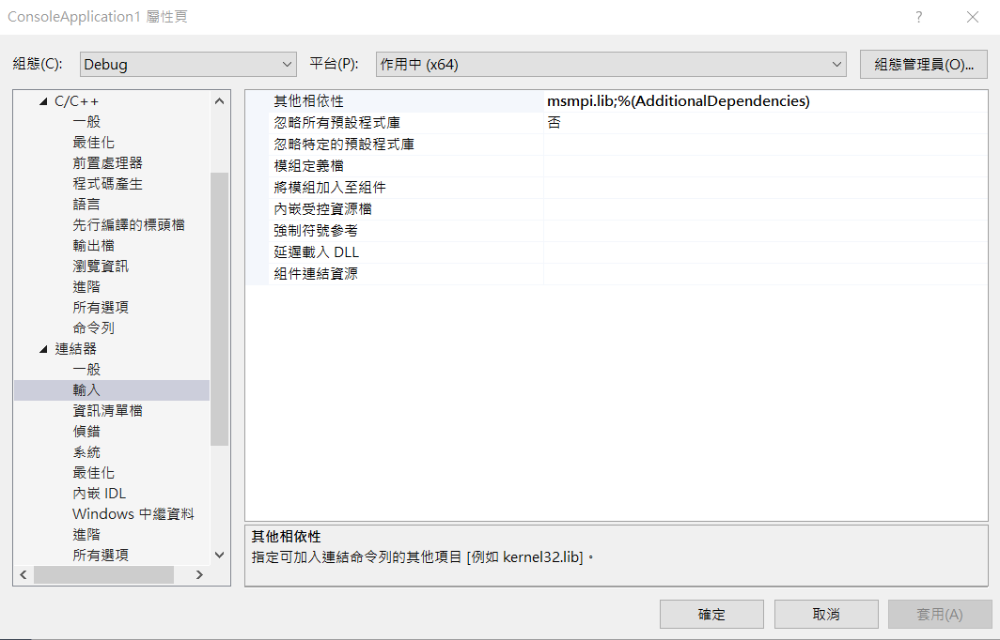 ConsoleApplication1 屬性頁
?
組態(C): Debug 平台(P): 作用中 (x64) 組態管理員(O)...
C/C++
一般
最佳化
前置處理器
程式碼產生
語言
先行編譯的標頭檔
輸出檔
瀏覽資訊
進階
所有選項
命令列
連結器
一般
輸入
資訊清單檔
偵錯
系統
最佳化
內嵌 IDL
Windows 中繼資料
進階
所有選項
其他相依性 msmpi.lib;%(AdditionalDependencies)
忽略所有預設程式庫 否
忽略特定的預設程式庫
模組定義檔
將模組加入至組件
內嵌受控資源檔
強制符號參考
延遲載入 DLL
組件連結資源
其他相依性
指定可加入連結命令列的其他項目 [例如 kernel32.lib]。
確定 取消 套用(A)